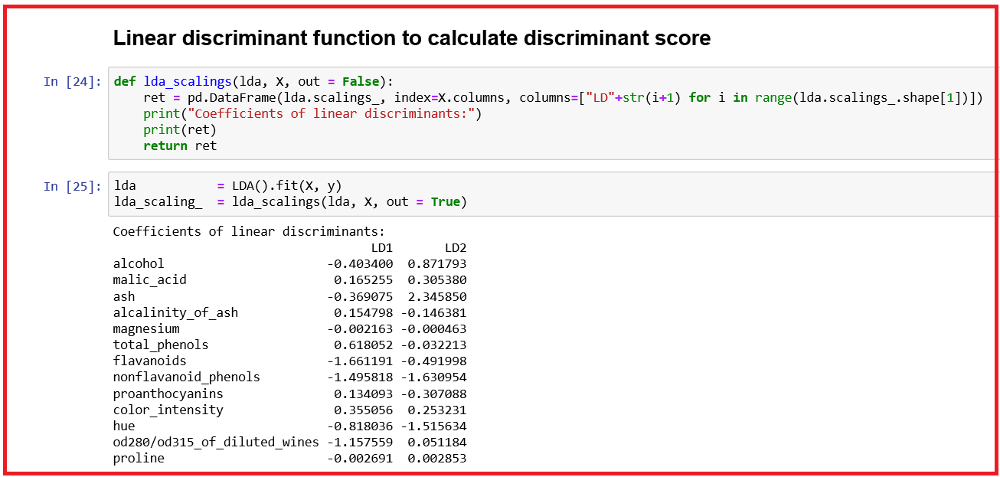 Linear discriminant function to calculate discriminant score
In [24]: def lda_scalings(lda, X, out = False):
    ret = pd.DataFrame(lda.scalings_, index=X.columns, columns=["LD"+str(i+1) for i in range(lda.scalings_.shape[1])])
    print("Coefficients of linear discriminants:")
    print(ret)
    return ret
In [25]: lda           = LDA().fit(X, y)
lda_scaling_  = lda_scalings(lda, X, out = True)
Coefficients of linear discriminants:
                                   LD1       LD2
alcohol                      -0.403400  0.871793
malic_acid                    0.165255  0.305380
ash                          -0.369075  2.345850
alcalinity_of_ash             0.154798 -0.146381
magnesium                    -0.002163 -0.000463
total_phenols                 0.618052 -0.032213
flavanoids                   -1.661191 -0.491998
nonflavanoid_phenols         -1.495818 -1.630954
proanthocyanins               0.134093 -0.307088
color_intensity               0.355056  0.253231
hue                          -0.818036 -1.515634
od280/od315_of_diluted_wines -1.157559  0.051184
proline                      -0.002691  0.002853